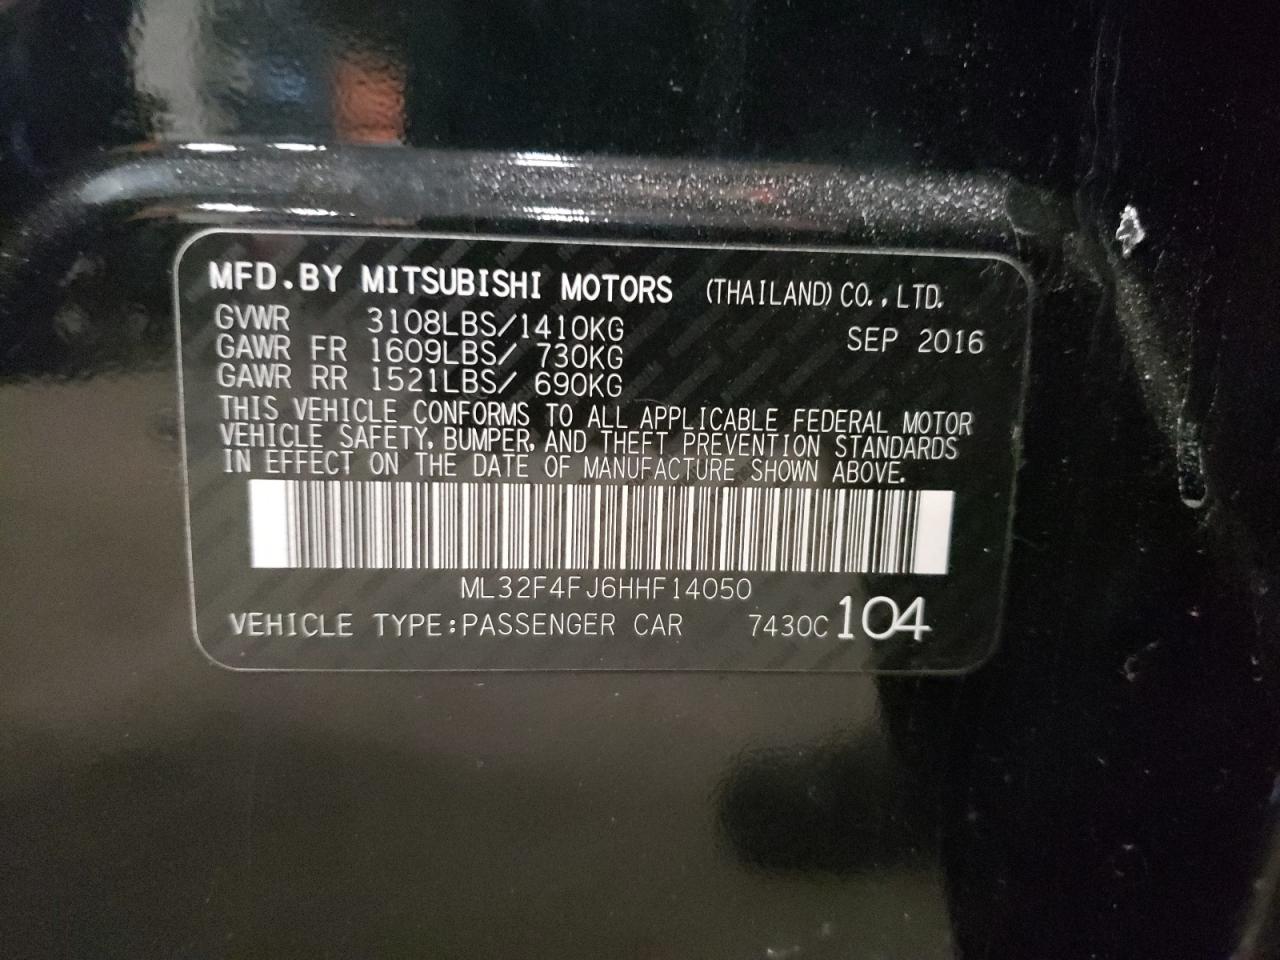 MFD.BY MITSUBISHI MOTORS (THAILAND) CO.,LTD.
GVWR 3108LBS/1410KG SEP 2016
GAWR FR 1609LBS/ 730KG
GAWR RR 1521LBS/ 690KG
THIS VEHICLE CONFORMS TO ALL APPLICABLE FEDERAL MOTOR
VEHICLE SAFETY, BUMPER, AND THEFT PREVENTION STANDARDS
IN EFFECT ON THE DATE OF MANUFACTURE SHOWN ABOVE.
ML32F4FJ6HHF14050
VEHICLE TYPE:PASSENGER CAR 7430C 104